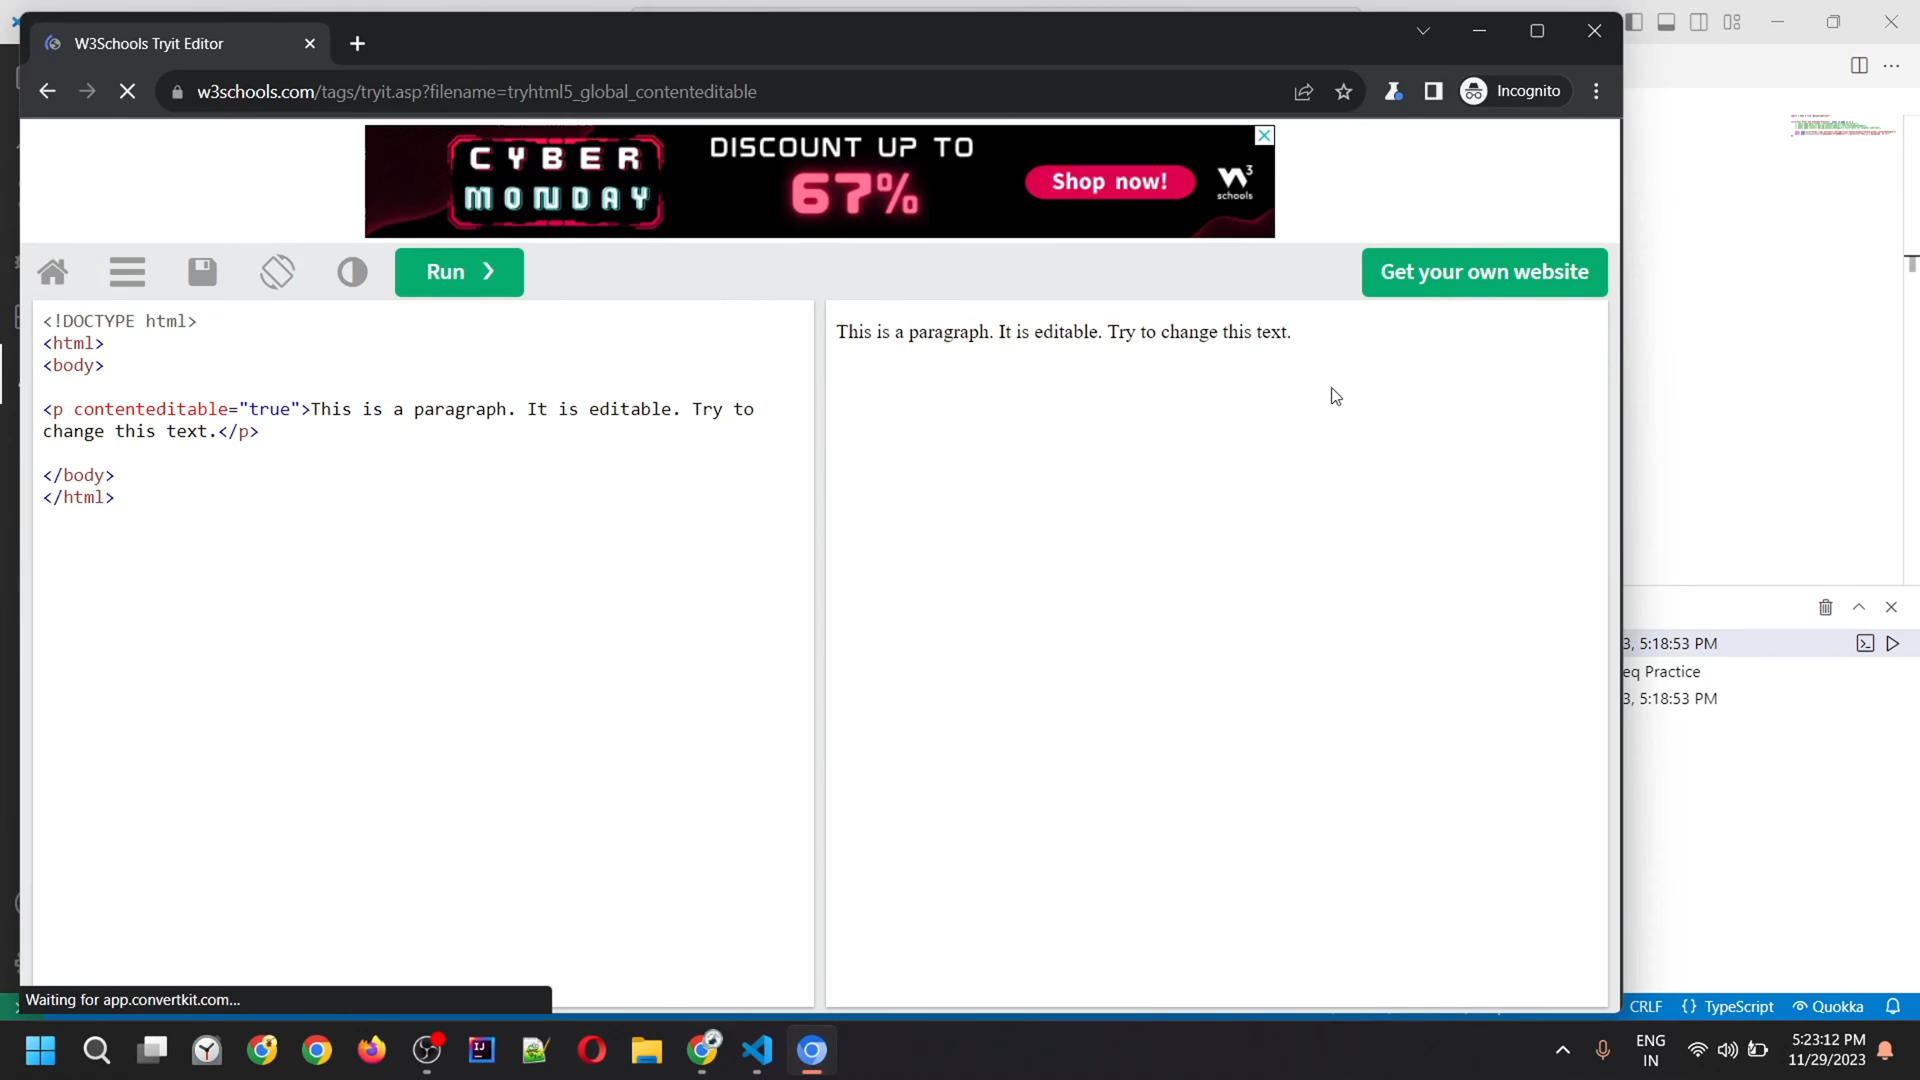 W3Schools Tryit Editor
w3schools.com/tags/tryit.asp?filename=tryhtml5_global_contenteditable
Incognito
CYBER
MONDAY
DISCOUNT UP TO
67%
Shop now!
W3
schools
Run ❯
Get your own website
<!DOCTYPE html>
<html>
<body>
<p contenteditable="true">This is a paragraph. It is editable. Try to
change this text.</p>
</body>
</html>
This is a paragraph. It is editable. Try to change this text.
3, 5:18:53 PM
eq Practice
3, 5:18:53 PM
Waiting for app.convertkit.com...
CRLF
{} TypeScript
Quokka
ENG
IN
5:23:12 PM
11/29/2023